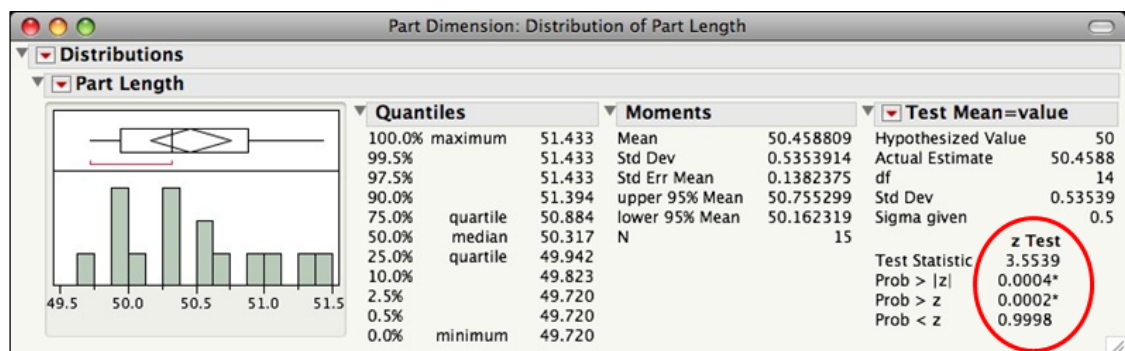 Part Dimension: Distribution of Part Length
Distributions
Part Length
49.5 50.0 50.5 51.0 51.5
Quantiles
100.0% maximum 51.433
99.5% 51.433
97.5% 51.433
90.0% 51.394
75.0% quartile 50.884
50.0% median 50.317
25.0% quartile 49.942
10.0% 49.823
2.5% 49.720
0.5% 49.720
0.0% minimum 49.720
Moments
Mean 50.458809
Std Dev 0.5353914
Std Err Mean 0.1382375
upper 95% Mean 50.755299
lower 95% Mean 50.162319
N 15
Test Mean=value
Hypothesized Value 50
Actual Estimate 50.4588
df 14
Std Dev 0.53539
Sigma given 0.5
z Test
Test Statistic 3.5539
Prob > |z| 0.0004*
Prob > z 0.0002*
Prob < z 0.9998